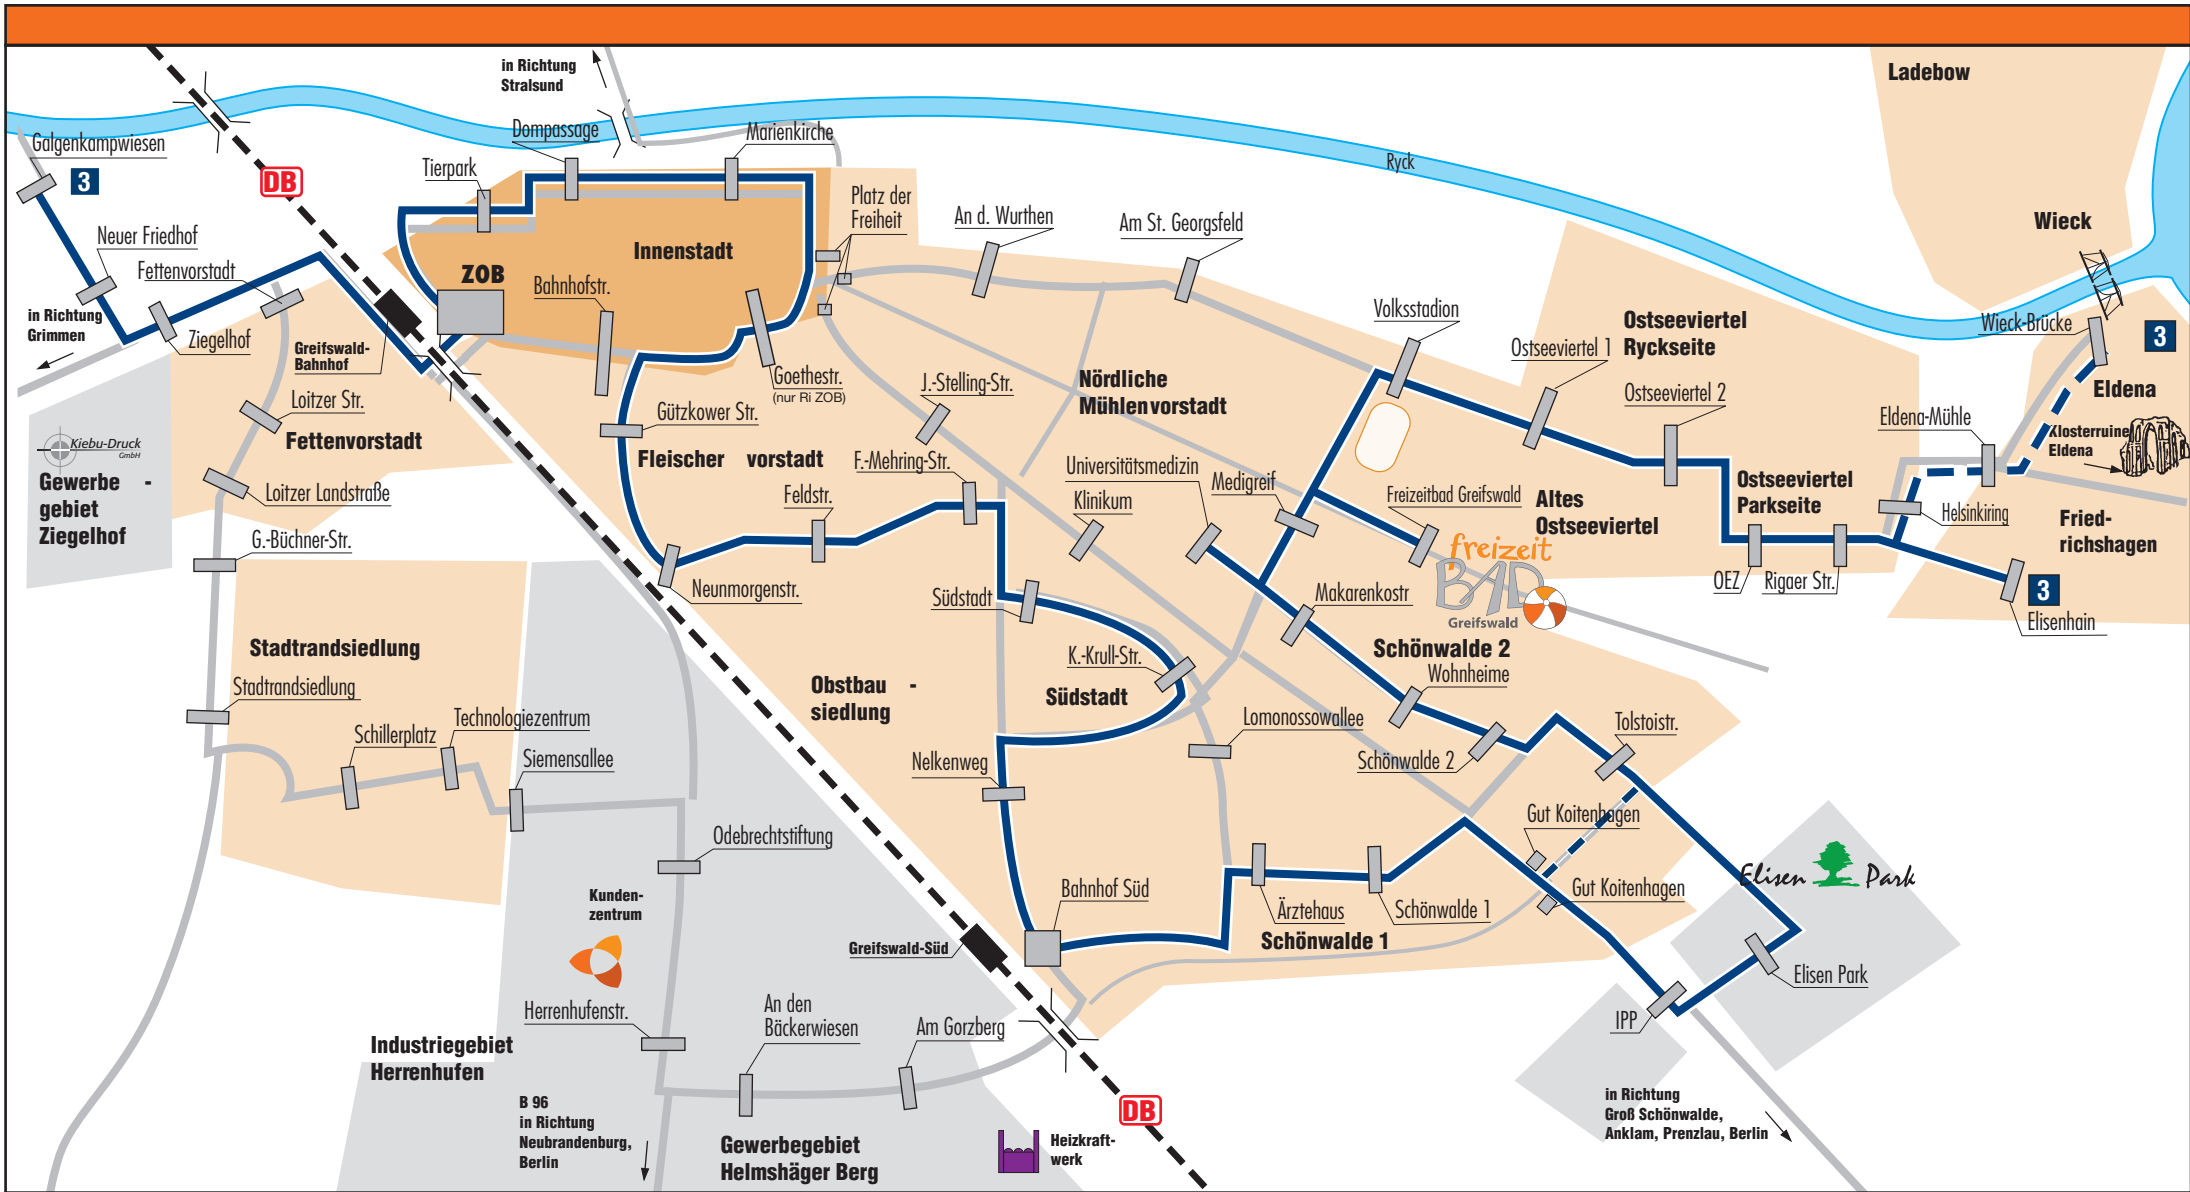 in Richtung
Stralsund
Ladebow
Galgenkampwiesen
3
DB
Dompassage
Marienkirche
Tierpark
Ryck
Platz der
Freiheit
An d. Wurthen
Am St. Georgsfeld
Wieck
Neuer Friedhof
Fettenvorstadt
ZOB
Innenstadt
Bahnhofstr.
in Richtung
Grimmen
Ziegelhof
Greifswald-
Bahnhof
Volksstadion
Ostseeviertel
Ryckseite
Ostseeviertel 1
Wieck-Brücke
3
Goethestr.
(nur Ri ZOB)
J.-Stelling-Str.
Nördliche
Mühlenvorstadt
Ostseeviertel 2
Eldena
Loitzer Str.
Gützkower Str.
Eldena-Mühle
Klosterruine
Eldena
Kiebu-Druck
GmbH
Fettenvorstadt
Fleischer vorstadt
F.-Mehring-Str.
Universitätsmedizin
Medigreif
Gewerbe -
gebiet
Ziegelhof
Loitzer Landstraße
Feldstr.
Klinikum
Freizeitbad Greifswald
Altes
Ostseeviertel
Ostseeviertel
Parkseite
Helsinkiring
Fried-
richshagen
G.-Büchner-Str.
freizeit
BAD
Greifswald
Neunmorgenstr.
Südstadt
Makarenkostr
OEZ
Rigaer Str.
3
Elisenhain
Stadtrandsiedlung
K.-Krull-Str.
Schönwalde 2
Wohnheime
Stadtrandsiedlung
Obstbau -
siedlung
Südstadt
Schillerplatz
Technologiezentrum
Lomonossowallee
Tolstoistr.
Siemensallee
Nelkenweg
Schönwalde 2
Odebrechtstiftung
Gut Koitenhagen
Elisen Park
Kunden-
zentrum
Bahnhof Süd
Gut Koitenhagen
Ärztehaus
Schönwalde 1
Greifswald-Süd
Schönwalde 1
Elisen Park
Herrenhufenstr.
An den
Bäckerwiesen
Am Gorzberg
IPP
Industriegebiet
Herrenhufen
B 96
in Richtung
Neubrandenburg,
Berlin
DB
in Richtung
Groß Schönwalde,
Anklam, Prenzlau, Berlin
Gewerbegebiet
Helmshäger Berg
Heizkraft-
werk